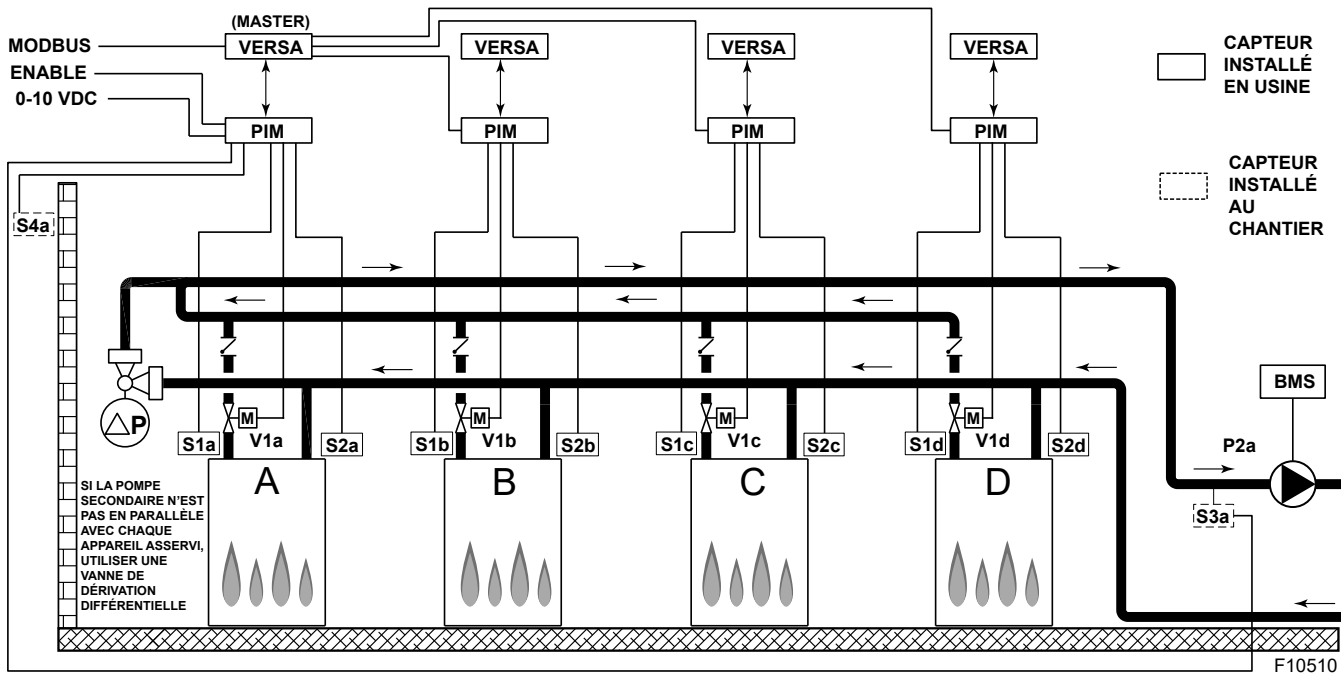 (MASTER)
MODBUS
VERSA
VERSA
VERSA
VERSA
ENABLE
0-10 VDC
PIM
PIM
PIM
PIM
CAPTEUR
INSTALLÉ
EN USINE
CAPTEUR
INSTALLÉ
AU
CHANTIER
S4a
BMS
P
S1a
M
V1a
S2a
S1b
M
V1b
S2b
S1c
M
V1c
S2c
S1d
M
V1d
S2d
P2a
S3a
A
B
C
D
SI LA POMPE
SECONDAIRE N'EST
PAS EN PARALLÈLE
AVEC CHAQUE
APPAREIL ASSERVI,
UTILISER UNE
VANNE DE
DÉRIVATION
DIFFÉRENTIELLE
F10510